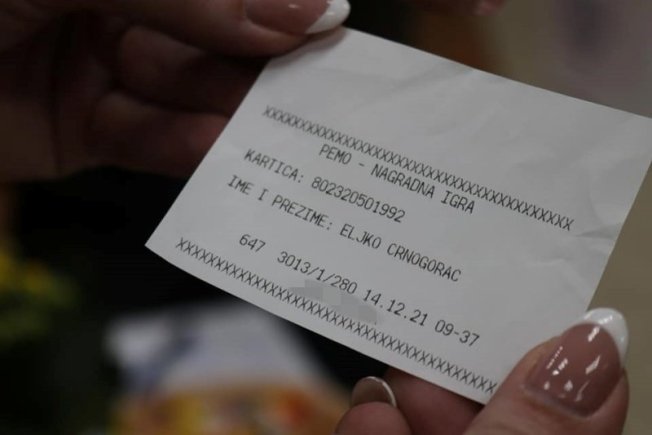 XXXXXXXXXXXXXXXXXXXXXXXXXXXXXXXXXXXXXXXX
PEMO - NAGRADNA IGRA
KARTICA: 802320501992
IME I PREZIME: ELJKO CRNOGORAC
647 3013/1/280 14.12.21 09-37
XXXXXXXXXXXXXXXXXXXXXXXXXXXXXXXXXXXXXXXX